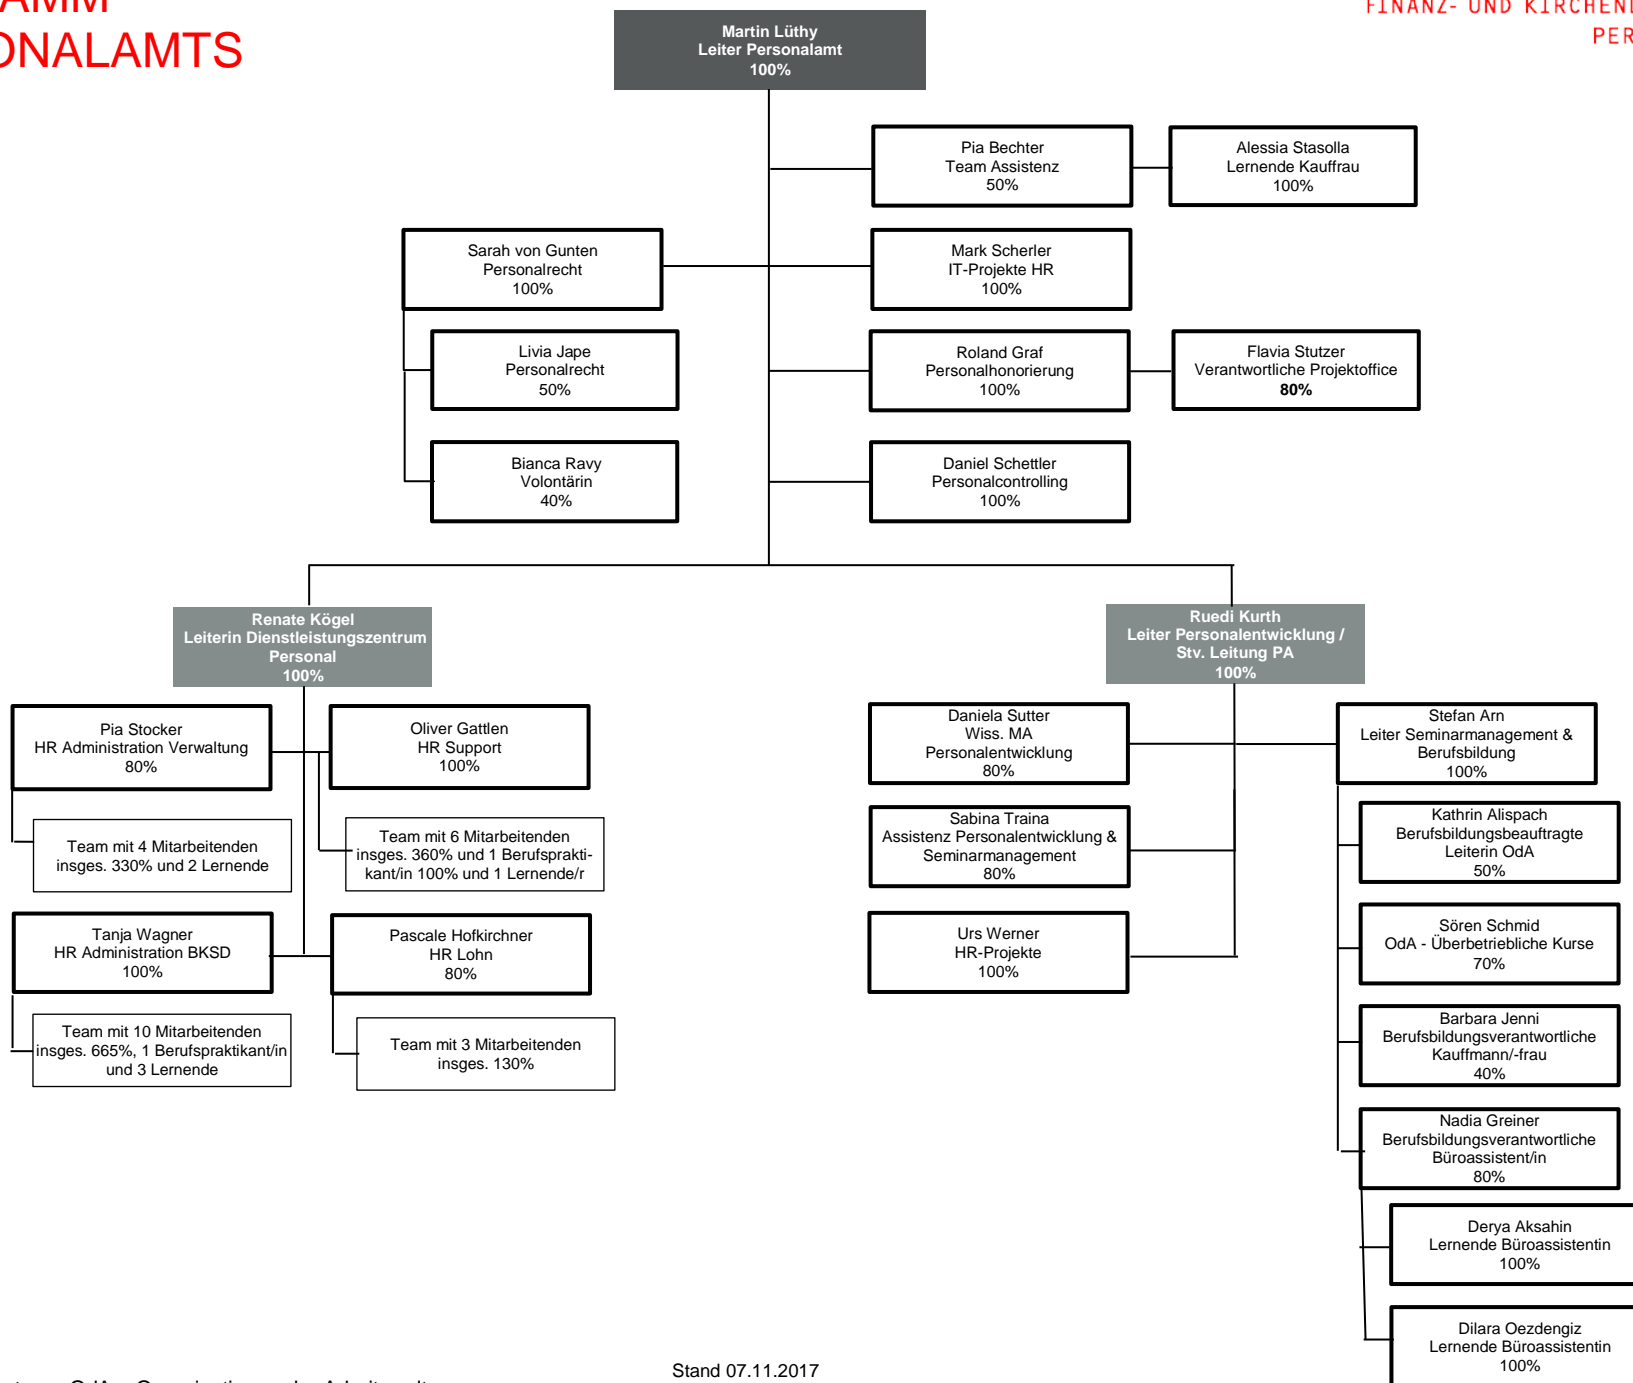 ONALAMTS
FINANZ- UND
Martin Lüthy
Leiter Personalamt
100%
Pia Bechter
Team Assistenz
50%
Alessia Stasolla
Lernende Kauffrau
100%
Sarah von Gunten
Personalrecht
100%
Mark Scherler
IT-Projekte HR
100%
Livia Jape
Personalrecht
50%
Roland Graf
Personalhonorierung
100%
Flavia Stutzer
Verantwortliche Projektoffice
80%
Bianca Ravy
Volontärin
40%
Daniel Schettler
Personalcontrolling
100%
Renate Kögel
Leiterin Dienstleistungszentrum
Personal
100%
Ruedi Kurth
Leiter Personalentwicklung /
Stv. Leitung PA
100%
Pia Stocker
HR Administration Verwaltung
80%
Oliver Gattlen
HR Support
100%
Team mit 4 Mitarbeitenden
insges. 330% und 2 Lernende
Team mit 6 Mitarbeitenden
insges. 360% und 1 Berufsprakti-
kant/in 100% und 1 Lernende/r
Tanja Wagner
HR Administration BKSD
100%
Pascale Hofkirchner
HR Lohn
80%
Team mit 10 Mitarbeitenden
insges. 665%, 1 Berufspraktikant/in
und 3 Lernende
Team mit 3 Mitarbeitenden
insges. 130%
Daniela Sutter
Wiss. MA
Personalentwicklung
80%
Stefan Arn
Leiter Seminarmanagement &
Berufsbildung
100%
Sabina Traina
Assistenz Personalentwicklung &
Seminarmanagement
80%
Urs Werner
HR-Projekte
100%
Kathrin Alispach
Berufsbildungsbeauftragte
Leiterin OdA
50%
Sören Schmid
OdA - Überbetriebliche Kurse
70%
Barbara Jenni
Berufsbildungsverantwortliche
Kauffmann/-frau
40%
Nadia Greiner
Berufsbildungsverantwortliche
Büroassistent/in
80%
Derya Aksahin
Lernende Büroassistentin
100%
Dilara Oezdengiz
Lernende Büroassistentin
100%
Stand 07.11.2017